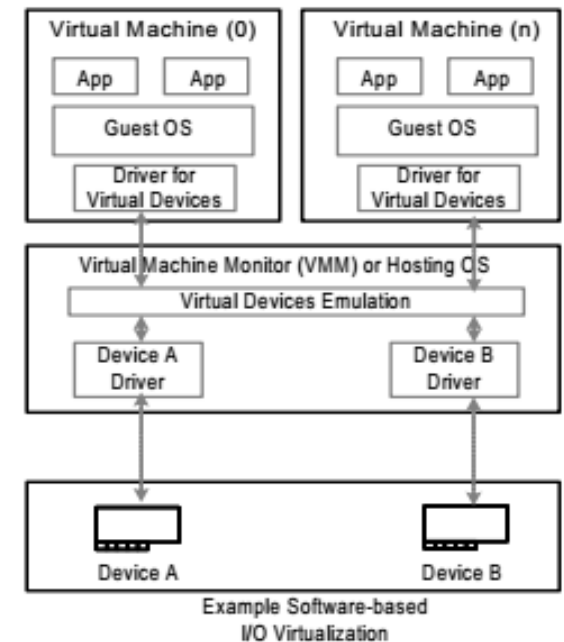 Virtual Machine (0)
Virtual Machine (n)
App
App
App
App
Guest OS
Guest OS
Driver for
Virtual Devices
Driver for
Virtual Devices
Virtual Machine Monitor (VMM) or Hosting OS
Virtual Devices Emulation
Device A
Driver
Device B
Driver
Device A
Device B
Example Software-based
I/O Virtualization